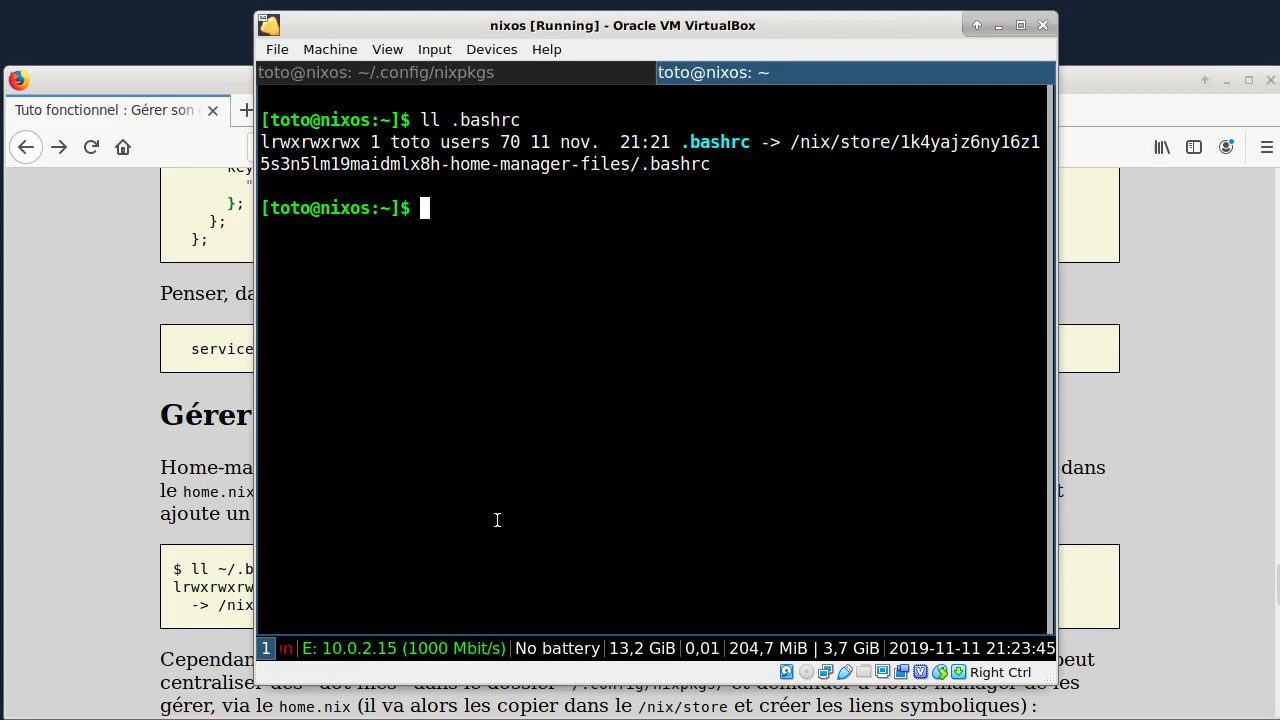 nixos [Running] - Oracle VM VirtualBox
File Machine View Input Devices Help
toto@nixos: ~/.config/nixpkgs
toto@nixos: ~
Tuto fonctionnel : Gérer son
[toto@nixos:~]$ ll .bashrc
lrwxrwxrwx 1 toto users 70 11 nov.  21:21 .bashrc -> /nix/store/1k4yajz6ny16z1
5s3n5lm19maidmlx8h-home-manager-files/.bashrc
[toto@nixos:~]$
"
};
};
};
Penser, da
service
Gérer
Home-ma dans
le home.nix
ajoute un
$ ll ~/.b
lrwxrwxrw
-> /nix
1 E: 10.0.2.15 (1000 Mbit/s) No battery 13,2 GiB 0,01 204,7 MiB | 3,7 GiB 2019-11-11 21:23:45
Right Ctrl
Cependan peut
gérer, via le home.nix (il va alors les copier dans le /nix/store et créer les liens symboliques) :